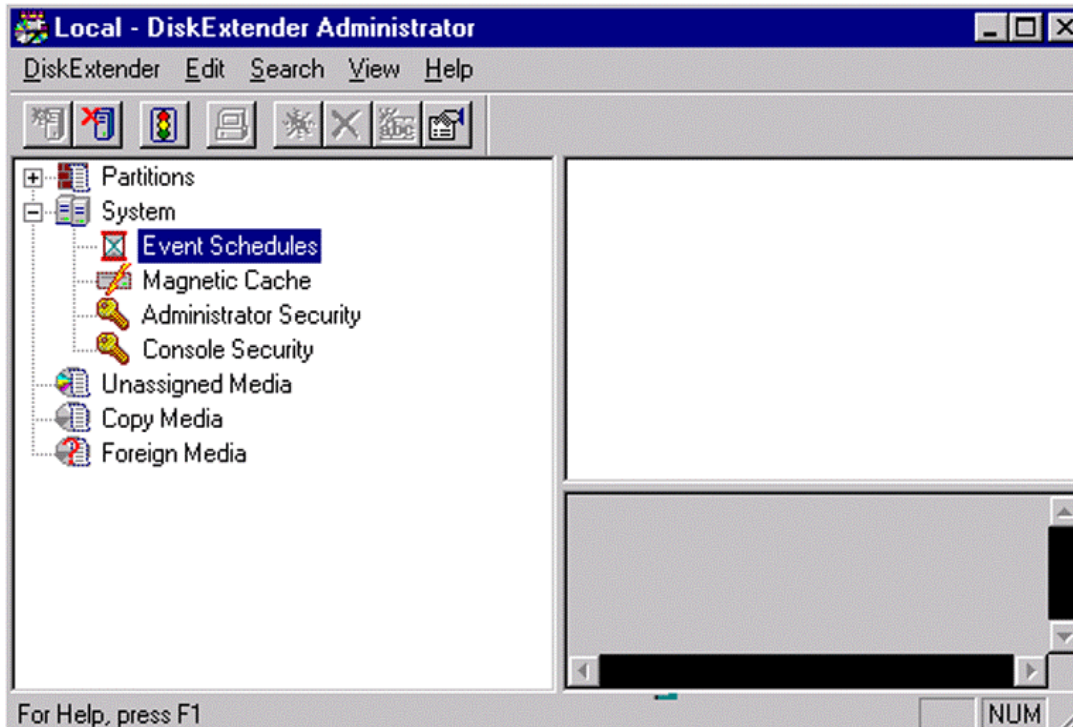 Local - DiskExtender Administrator
DiskExtender Edit Search View Help
abc
Partitions
System
Event Schedules
Magnetic Cache
Administrator Security
Console Security
Unassigned Media
Copy Media
Foreign Media
For Help, press F1
NUM